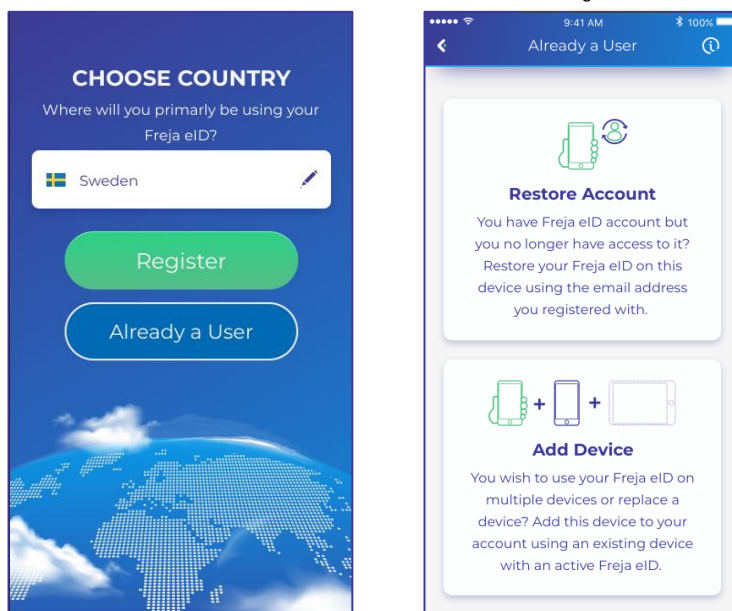 CHOOSE COUNTRY
Where will you primarly be using your
Freja eID?
Sweden
Register
Already a User
9:41 AM
100%
Already a User
Restore Account
You have Freja eID account but
you no longer have access to it?
Restore your Freja eID on this
device using the email address
you registered with.
+ +
Add Device
You wish to use your Freja eID on
multiple devices or replace a
device? Add this device to your
account using an existing device
with an active Freja eID.